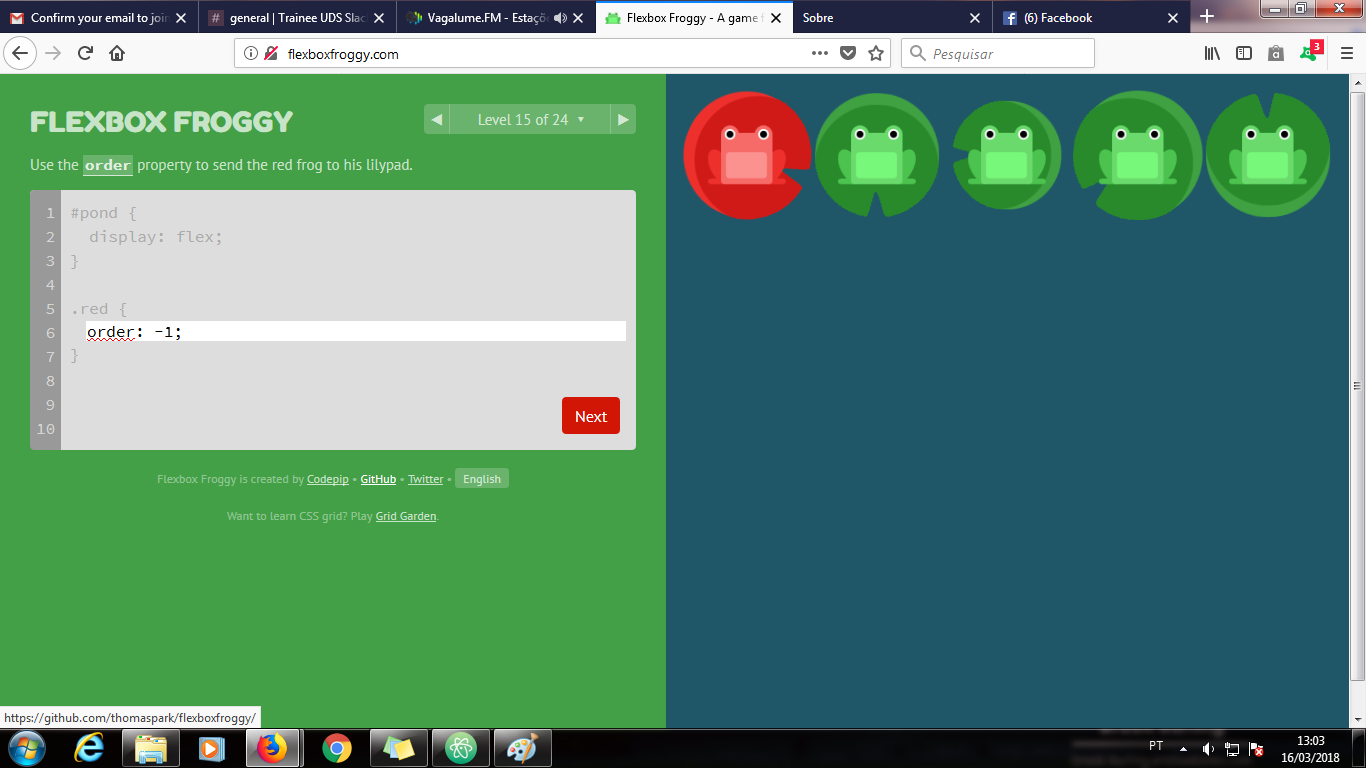 Confirm your email to join
general | Trainee UDS Slac
Vagalume.FM - Estaçõ
Flexbox Froggy - A game f
Sobre
(6) Facebook
flexboxfroggy.com
Pesquisar
3
FLEXBOX FROGGY
Level 15 of 24
Use the order property to send the red frog to his lilypad.
1 #pond {
2 display: flex;
3 }
4
5 .red {
6 order: -1;
7 }
8
9
10
Next
Flexbox Froggy is created by Codepip • GitHub • Twitter • English
Want to learn CSS grid? Play Grid Garden.
https://github.com/thomaspark/flexboxfroggy/
PT
13:03
16/03/2018